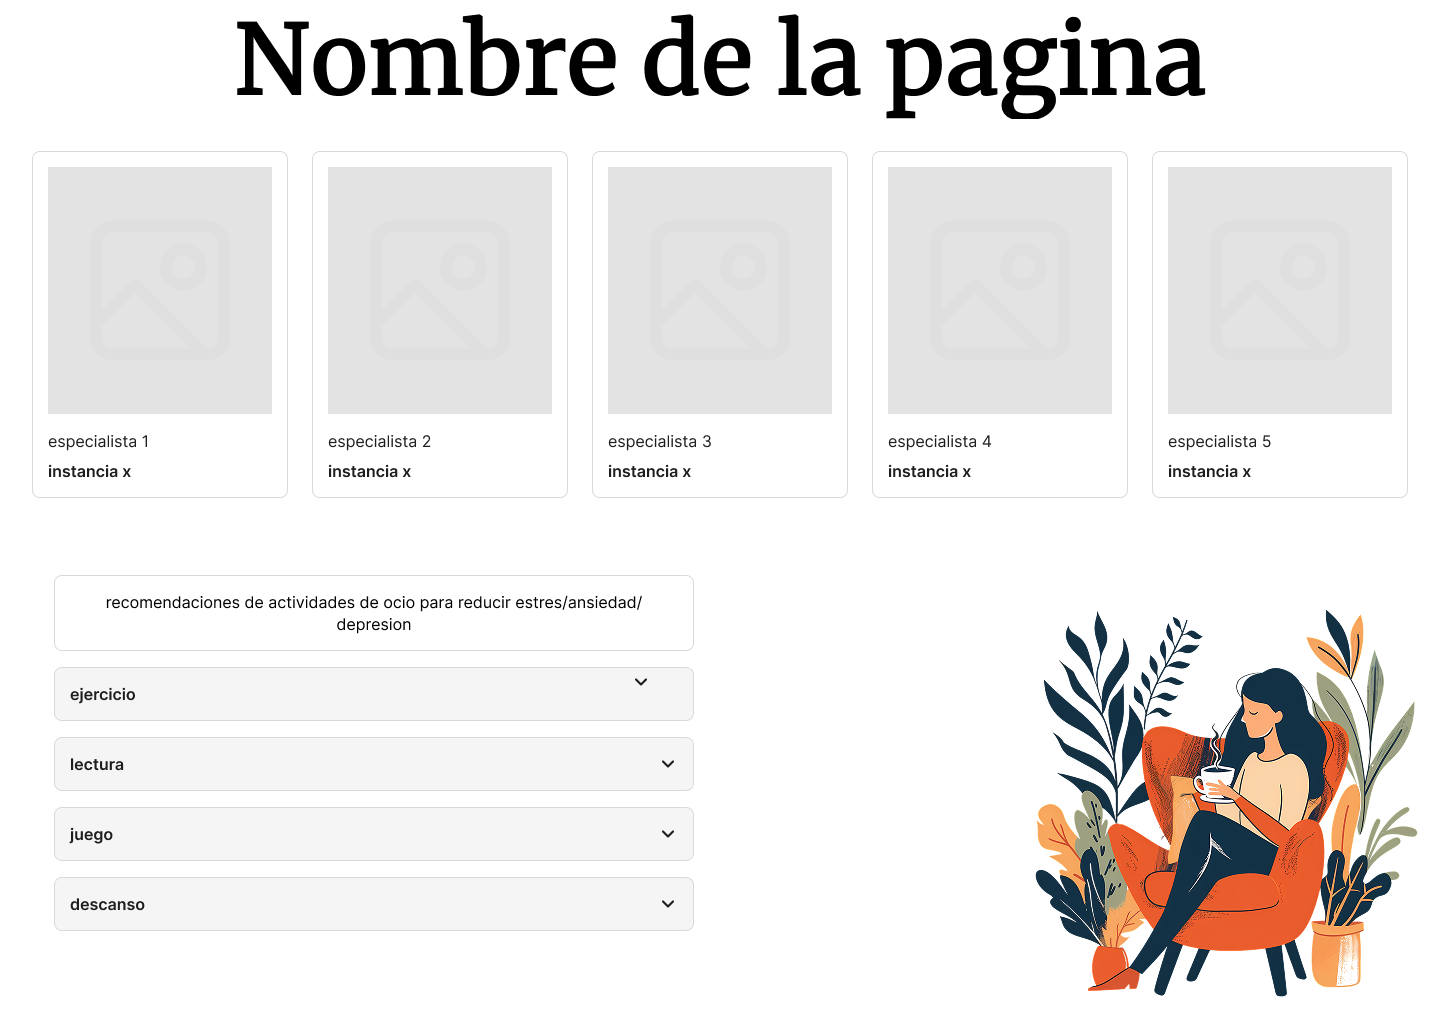 Nombre de la pagina
especialista 1
instancia x
especialista 2
instancia x
especialista 3
instancia x
especialista 4
instancia x
especialista 5
instancia x
recomendaciones de actividades de ocio para reducir estres/ansiedad/
depresion
ejercicio
lectura
juego
descanso